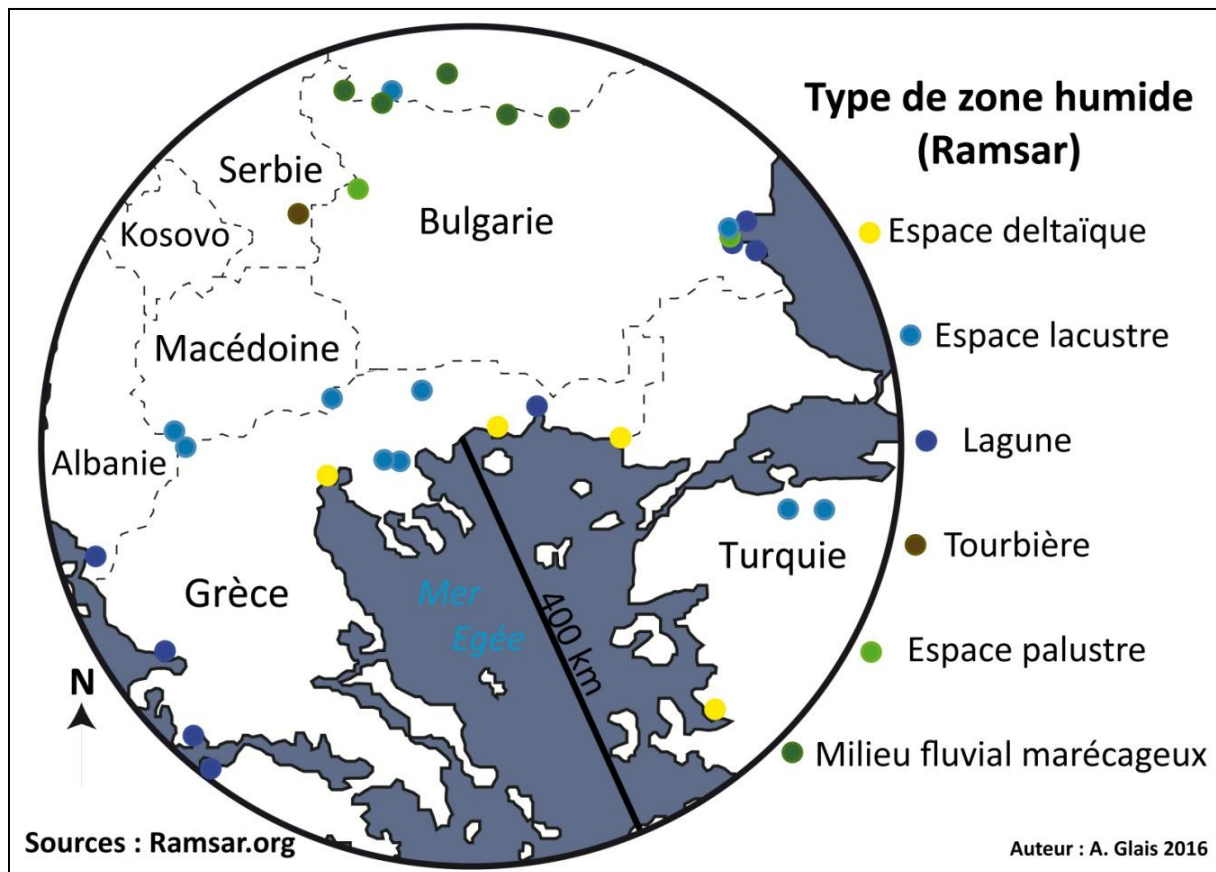 Type de zone humide
(Ramsar)
Espace deltaïque
Espace lacustre
Lagune
Tourbière
Espace palustre
Milieu fluvial marécageux
Serbie
Kosovo
Bulgarie
Macédoine
Albanie
Grèce
Turquie
Mer
Egée
400 km
N
Sources : Ramsar.org
Auteur : A. Glais 2016